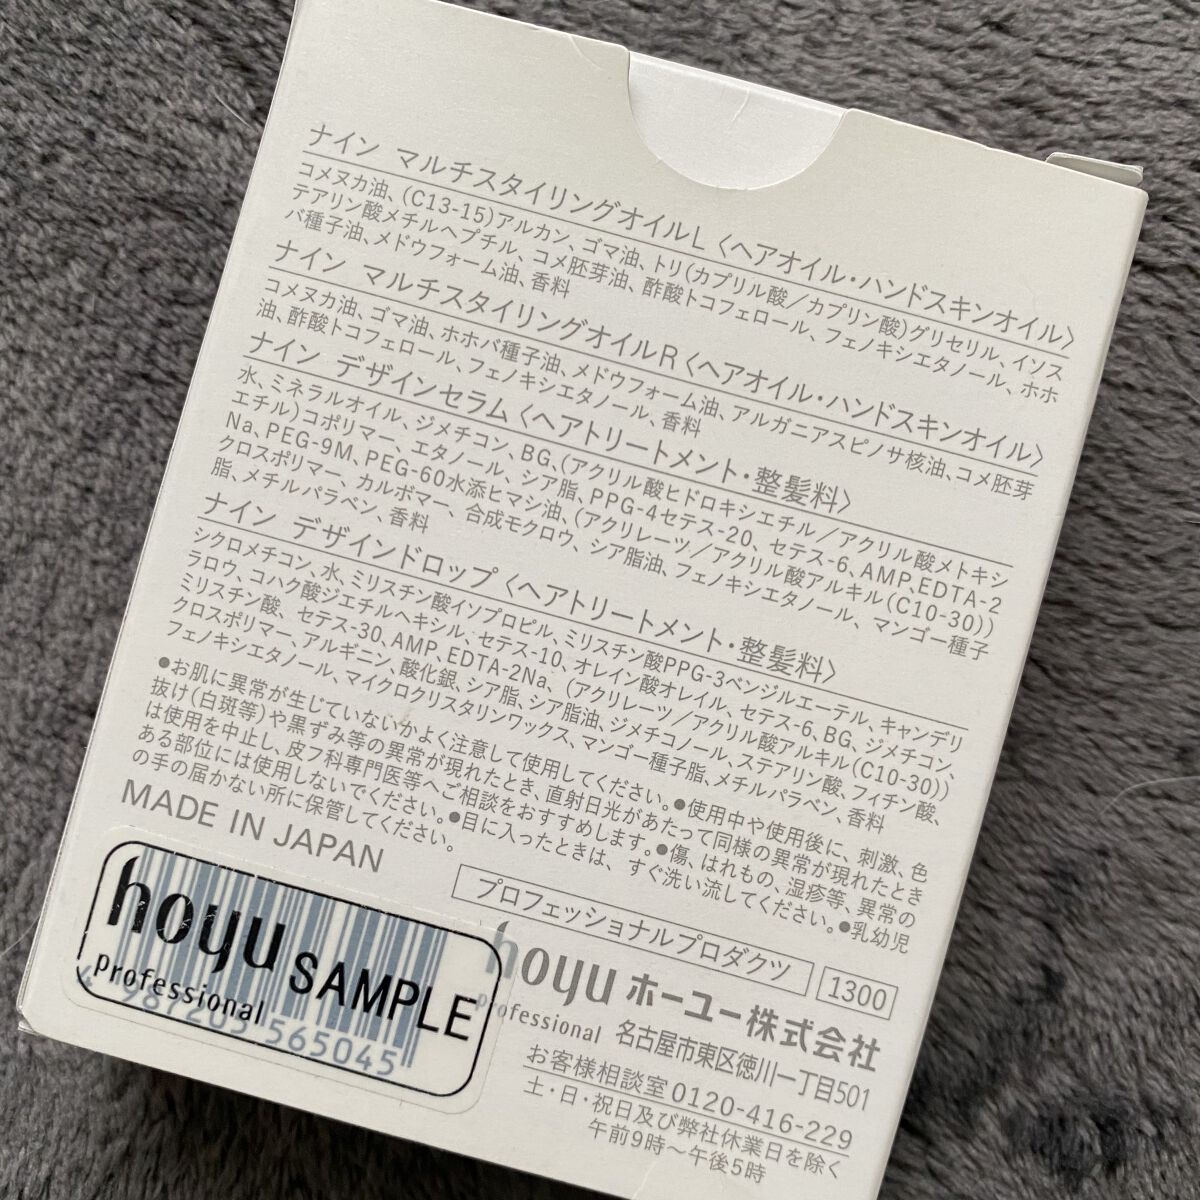 ナイン マルチスタイリングオイルL〈ヘアオイル・ハンドスキンオイル〉
コメヌカ油、(C13-15)アルカン、ゴマ油、トリ(カプリル酸／カプリン酸)グリセリル、イソス
テアリン酸メチルヘプチル、コメ胚芽油、酢酸トコフェロール、フェノキシエタノール、ホホ
バ種子油、メドウフォーム油、香料
ナイン マルチスタイリングオイルR〈ヘアオイル・ハンドスキンオイル〉
コメヌカ油、ゴマ油、ホホバ種子油、メドウフォーム油、アルガニアスピノサ核油、コメ胚芽
油、酢酸トコフェロール、フェノキシエタノール、香料
ナイン デザインセラム〈ヘアトリートメント・整髪料〉
水、ミネラルオイル、ジメチコン、BG、(アクリル酸ヒドロキシエチル／アクリル酸メトキシ
エチル)コポリマー、エタノール、シア脂、PPG-4セテス-20、セテス-6、AMP、EDTA-2
Na、PEG-9M、PEG-60水添ヒマシ油、(アクリレーツ／アクリル酸アルキル(C10-30))
クロスポリマー、カルボマー、合成モクロウ、シア脂油、フェノキシエタノール、マンゴー種子
脂、メチルパラベン、香料
ナイン デザインドロップ〈ヘアトリートメント・整髪料〉
シクロメチコン、水、ミリスチン酸イソプロピル、ミリスチン酸PPG-3ベンジルエーテル、キャンデリ
ラロウ、コハク酸ジエチルヘキシル、セテス-10、オレイン酸オレイル、セテス-6、BG、ジメチコン、
ミリスチン酸、セテス-30、AMP、EDTA-2Na、(アクリレーツ／アクリル酸アルキル(C10-30))
クロスポリマー、アルギニン、酸化銀、シア脂、シア脂油、ジメチコノール、ステアリン酸、フィチン酸、
フェノキシエタノール、マイクロクリスタリンワックス、マンゴー種子脂、メチルパラベン、香料
●お肌に異常が生じていないかよく注意して使用してください。●使用中や使用後に、刺激、色
抜け(白斑等)や黒ずみ等の異常が現れたとき、直射日光があたって同様の異常が現れたとき
は使用を中止し、皮フ科専門医等へご相談をおすすめします。●傷、はれもの、湿疹等、異常の
ある部位には使用しないでください。●目に入ったときは、すぐ洗い流してください。●乳幼児
の手の届かない所に保管してください。
MADE IN JAPAN
プロフェッショナルプロダクツ 1300
hoyu SAMPLE
professional
4 987205 565045
hoyu ホーユー株式会社
professional 名古屋市東区徳川一丁目501
お客様相談室 0120-416-229
土・日・祝日及び弊社休業日を除く
午前9時〜午後5時